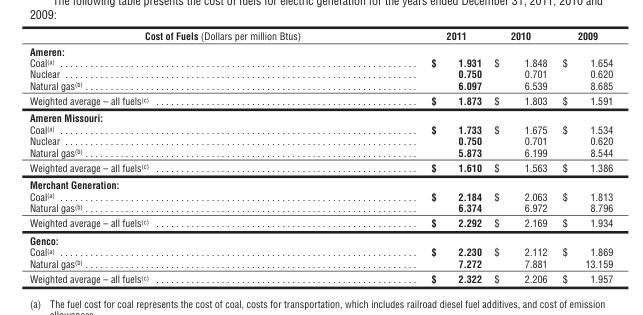 The following table presents the cost of fuels for electric generation for the years ended December 31, 2011, 2010 and
2009:
Cost of Fuels (Dollars per million Btus) 2011 2010 2009
Ameren:
Coal(a) $ 1.931 $ 1.848 $ 1.654
Nuclear 0.750 0.701 0.620
Natural gas(b) 6.097 6.539 8.685
Weighted average – all fuels(c) $ 1.873 $ 1.803 $ 1.591
Ameren Missouri:
Coal(a) $ 1.733 $ 1.675 $ 1.534
Nuclear 0.750 0.701 0.620
Natural gas(b) 5.873 6.199 8.544
Weighted average – all fuels(c) $ 1.610 $ 1.563 $ 1.386
Merchant Generation:
Coal(a) $ 2.184 $ 2.063 $ 1.813
Natural gas(b) 6.374 6.972 8.796
Weighted average – all fuels(c) $ 2.292 $ 2.169 $ 1.934
Genco:
Coal(a) $ 2.230 $ 2.112 $ 1.869
Natural gas(b) 7.272 7.881 13.159
Weighted average – all fuels(c) $ 2.322 $ 2.206 $ 1.957
(a) The fuel cost for coal represents the cost of coal, costs for transportation, which includes railroad diesel fuel additives, and cost of emission
allowances.